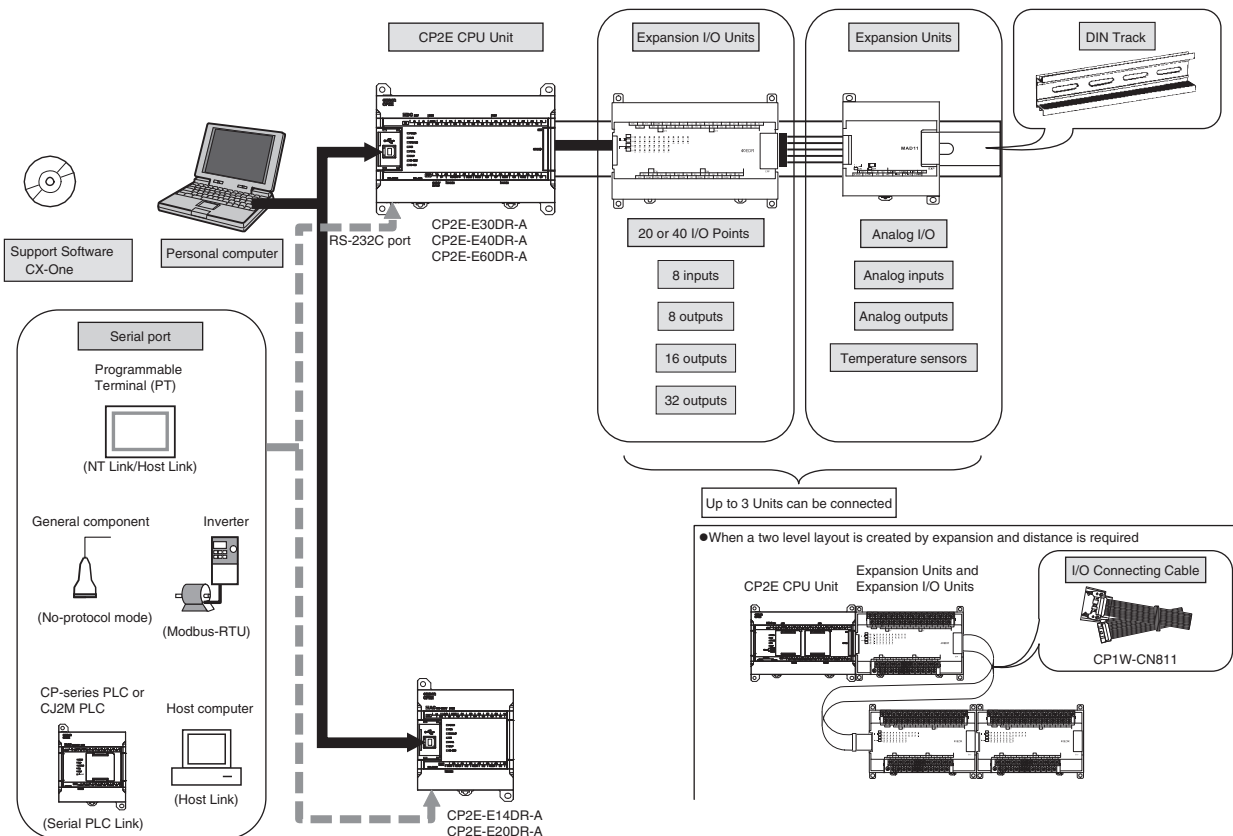 CP2E CPU Unit
Expansion I/O Units
Expansion Units
DIN Track
MAD11
RS-232C port
CP2E-E30DR-A
CP2E-E40DR-A
CP2E-E60DR-A
Support Software
CX-One
Personal computer
20 or 40 I/O Points
8 inputs
8 outputs
16 outputs
32 outputs
Analog I/O
Analog inputs
Analog outputs
Temperature sensors
Serial port
Programmable
Terminal (PT)
(NT Link/Host Link)
General component
Inverter
(No-protocol mode)
(Modbus-RTU)
CP-series PLC or
CJ2M PLC
Host computer
(Host Link)
(Serial PLC Link)
CP2E-E14DR-A
CP2E-E20DR-A
Up to 3 Units can be connected
●When a two level layout is created by expansion and distance is required
CP2E CPU Unit
Expansion Units and
Expansion I/O Units
I/O Connecting Cable
CP1W-CN811